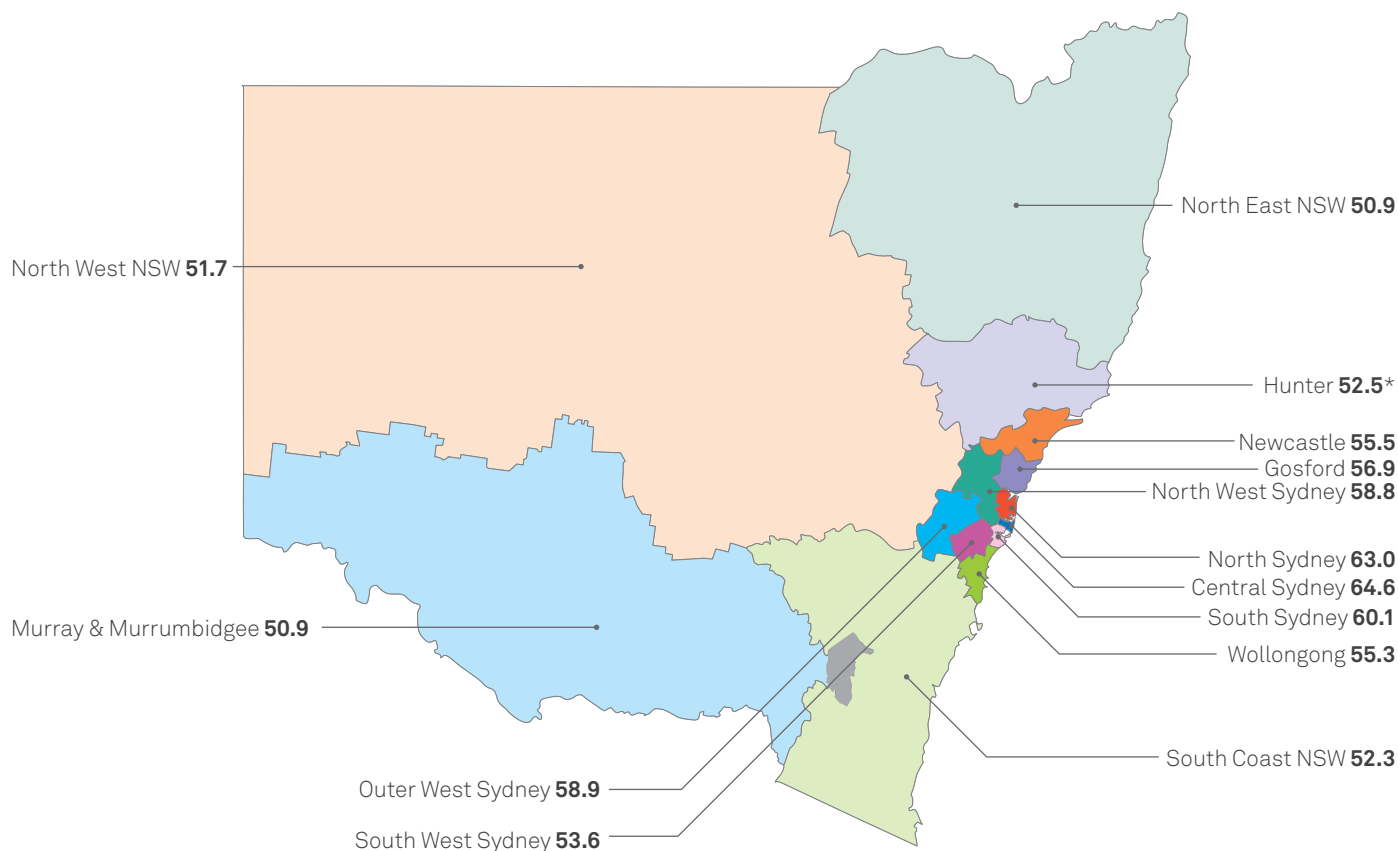 North East NSW 50.9
North West NSW 51.7
Hunter 52.5*
Newcastle 55.5
Gosford 56.9
North West Sydney 58.8
North Sydney 63.0
Central Sydney 64.6
South Sydney 60.1
Murray & Murrumbidgee 50.9
Wollongong 55.3
South Coast NSW 52.3
Outer West Sydney 58.9
South West Sydney 53.6